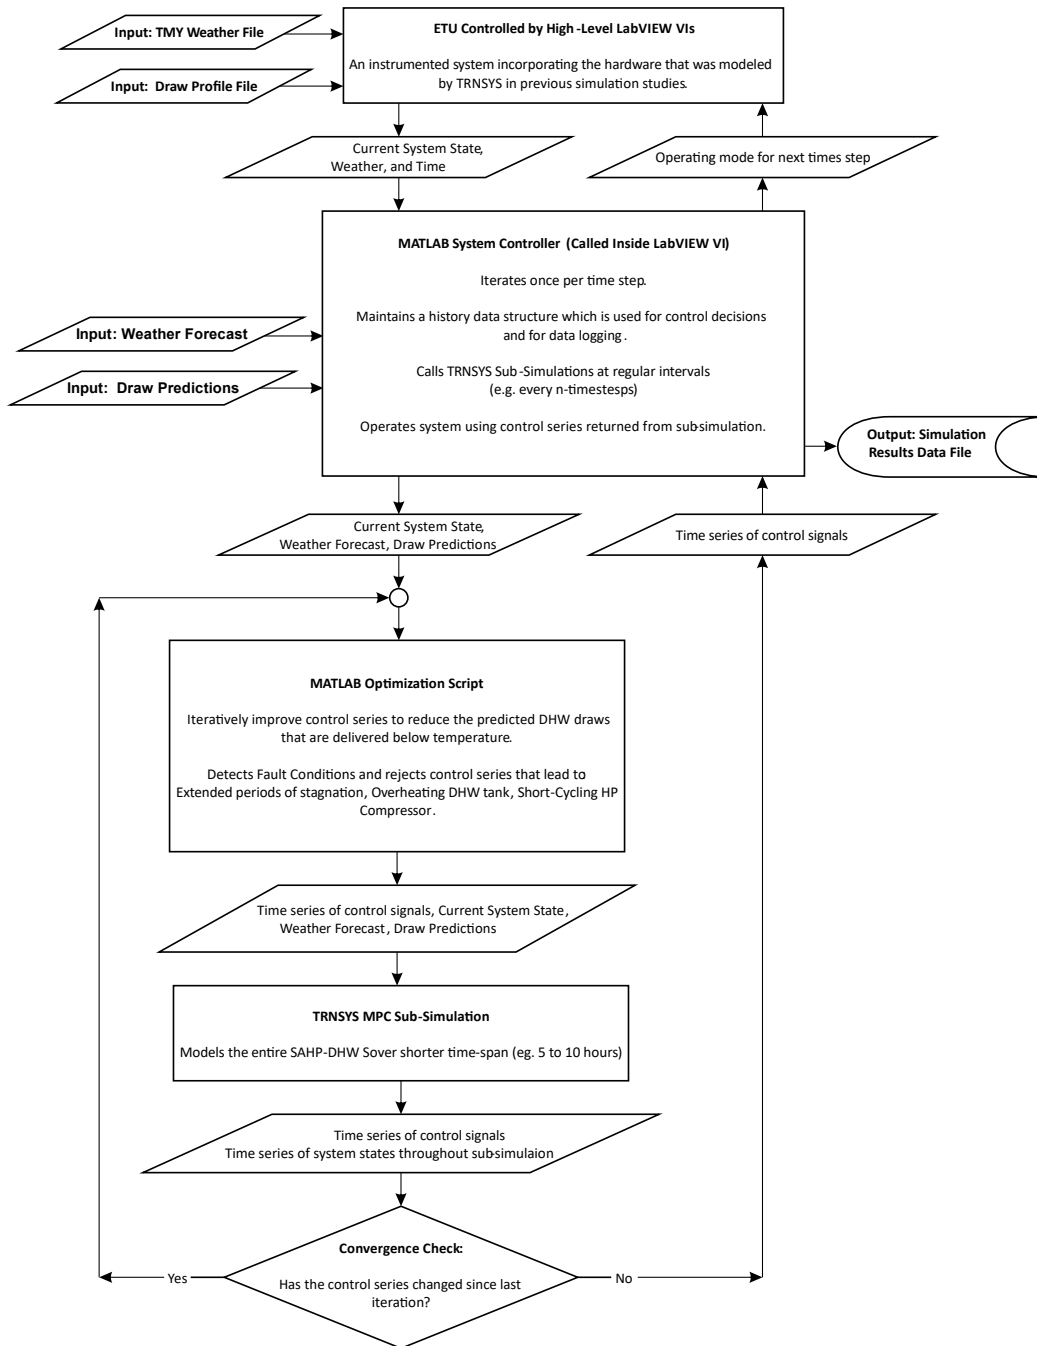 Input: TMY Weather File
ETU Controlled by High-Level LabVIEW VIs
An instrumented system incorporating the hardware that was modeled
by TRNSYS in previous simulation studies.
Input: Draw Profile File
Current System State,
Weather, and Time
Operating mode for next times step
MATLAB System Controller (Called Inside LabVIEW VI)
Iterates once per time step.
Maintains a history data structure which is used for control decisions
and for data logging.
Calls TRNSYS Sub-Simulations at regular intervals
(e.g. every n-timestesps)
Operates system using control series returned from sub-simulation.
Input: Weather Forecast
Input: Draw Predictions
Output: Simulation
Results Data File
Current System State,
Weather Forecast, Draw Predictions
Time series of control signals
MATLAB Optimization Script
Iteratively improve control series to reduce the predicted DHW draws
that are delivered below temperature.
Detects Fault Conditions and rejects control series that lead to
Extended periods of stagnation, Overheating DHW tank, Short-Cycling HP
Compressor.
Time series of control signals, Current System State,
Weather Forecast, Draw Predictions
TRNSYS MPC Sub-Simulation
Models the entire SAHP-DHW Sover shorter time-span (eg. 5 to 10 hours)
Time series of control signals
Time series of system states throughout sub-simulaion
Convergence Check:
Has the control series changed since last
iteration?
Yes
No